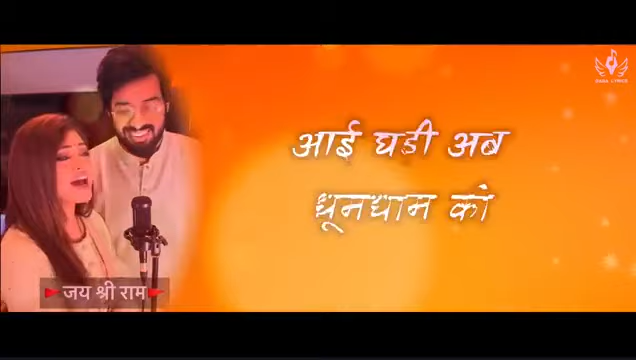 आई घडी अब
धूनधाम की
जय श्री राम